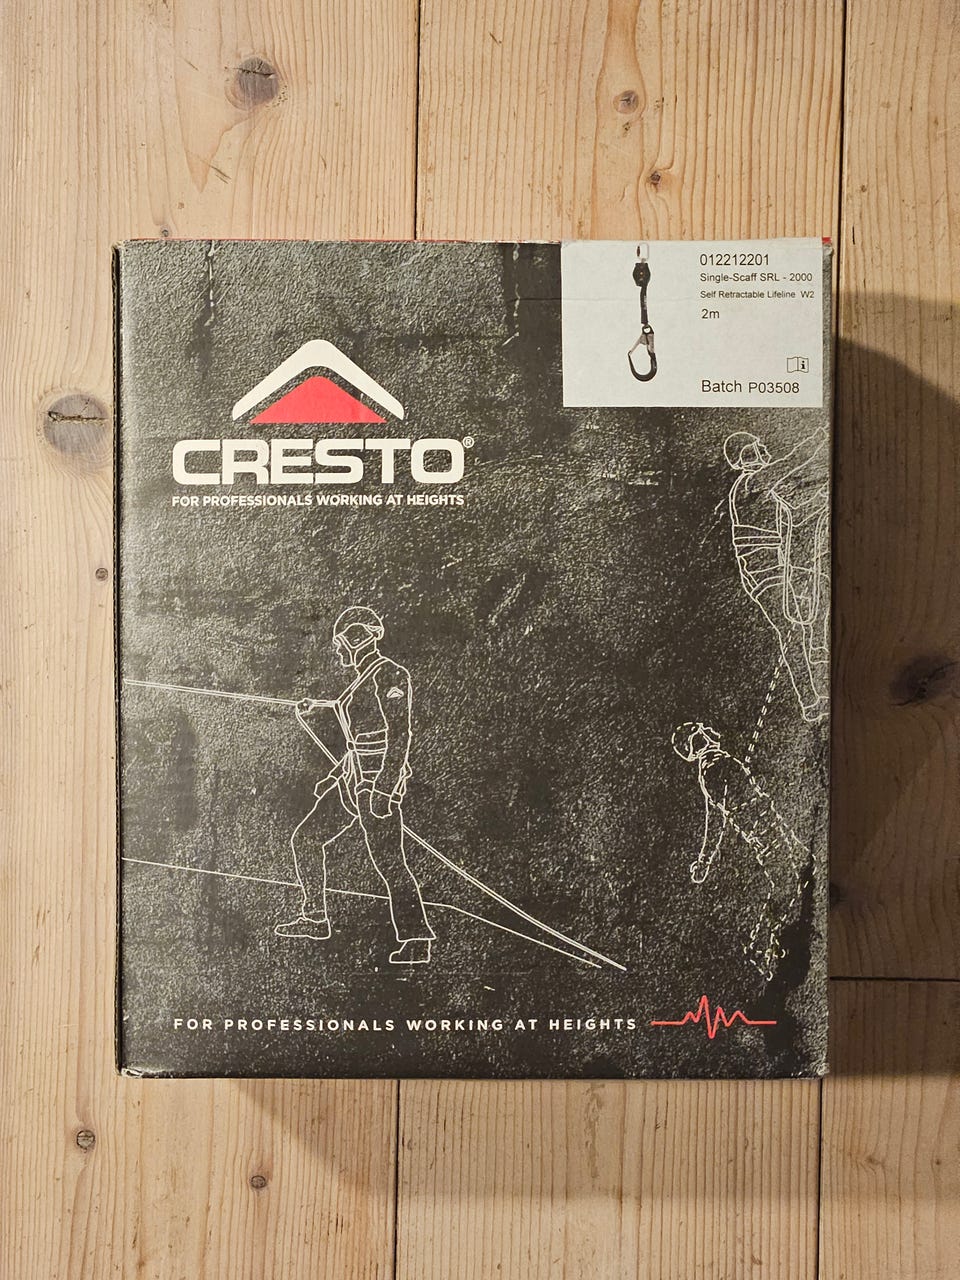 012212201
Single-Scaff SRL - 2000
Self Retractable Lifeline W2
2m
i
Batch P03508
CRESTO®
FOR PROFESSIONALS WORKING AT HEIGHTS
FOR PROFESSIONALS WORKING AT HEIGHTS